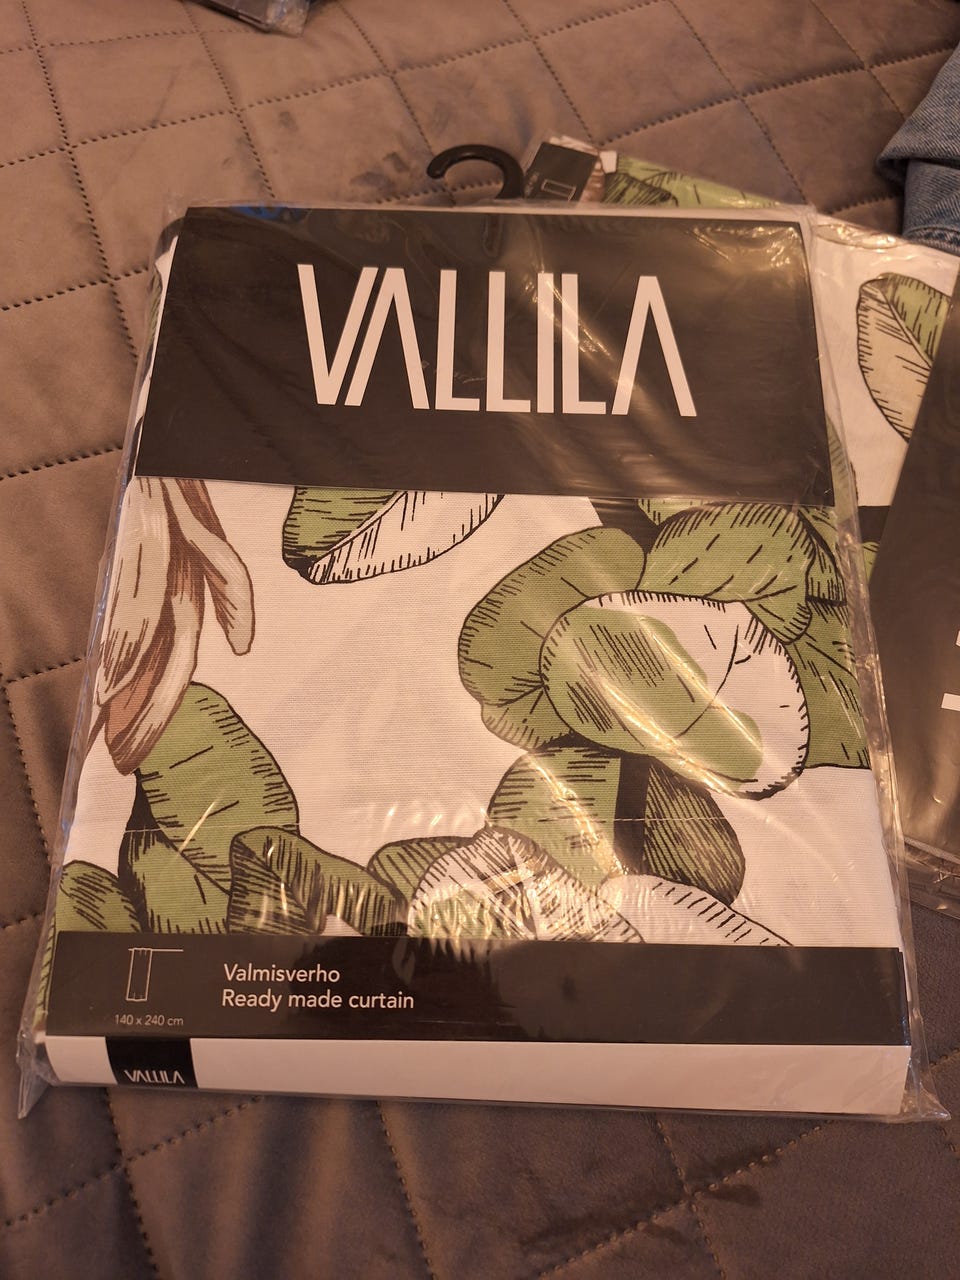 VALLILA
Valmisverho
Ready made curtain
140 x 240 cm
VALLILA